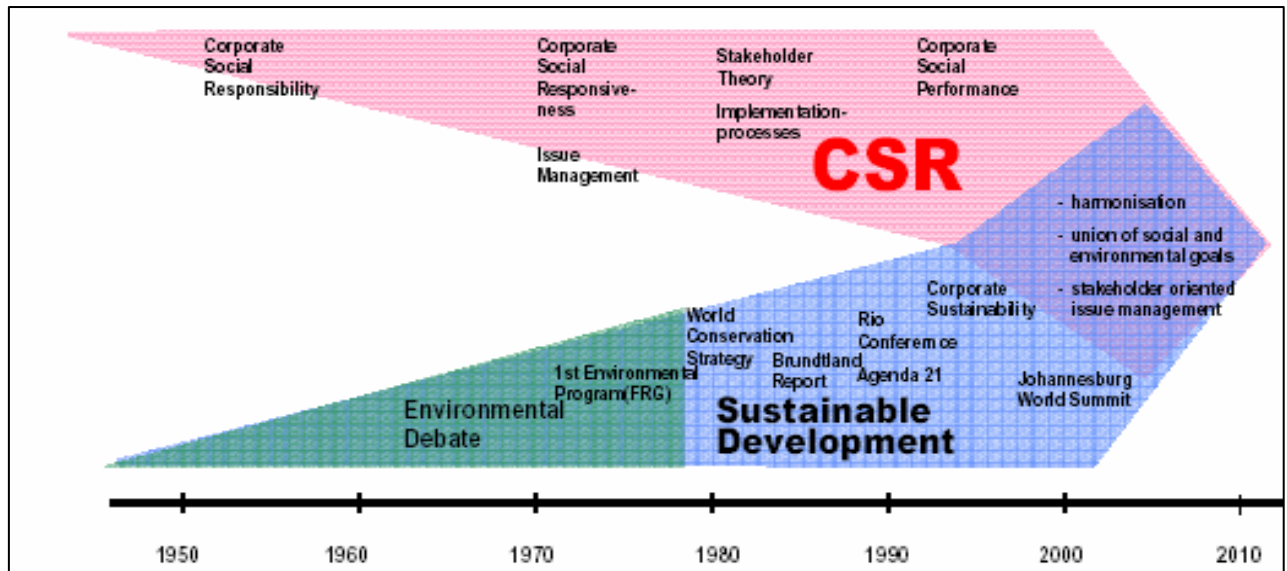 Corporate
Social
Responsibility
Corporate
Social
Responsive-
ness
Issue
Management
Stakeholder
Theory
Implementation-
processes
Corporate
Social
Performance
CSR
- harmonisation
- union of social and
environmental goals
- stakeholder oriented
issue management
Corporate
Sustainability
World
Conservation
Strategy
Rio
Conference
Agenda 21
Brundtland
Report
1st Environmental
Program(FRG)
Environmental
Debate
Sustainable
Development
Johannesburg
World Summit
1950 1960 1970 1980 1990 2000 2010